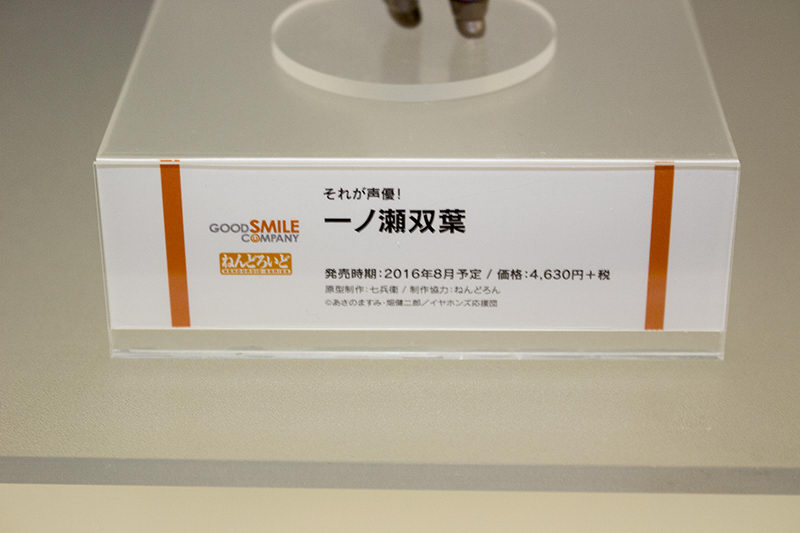 それが声優!
一ノ瀬双葉
GOOD SMILE
COMPANY
ねんどろいど
NENDOROID SERIES
発売時期:2016年8月予定 / 価格:4,630円+税
原型制作:七兵衛 / 制作協力:ねんどろん
©あさのますみ・畑健二郎/イヤホンズ応援団